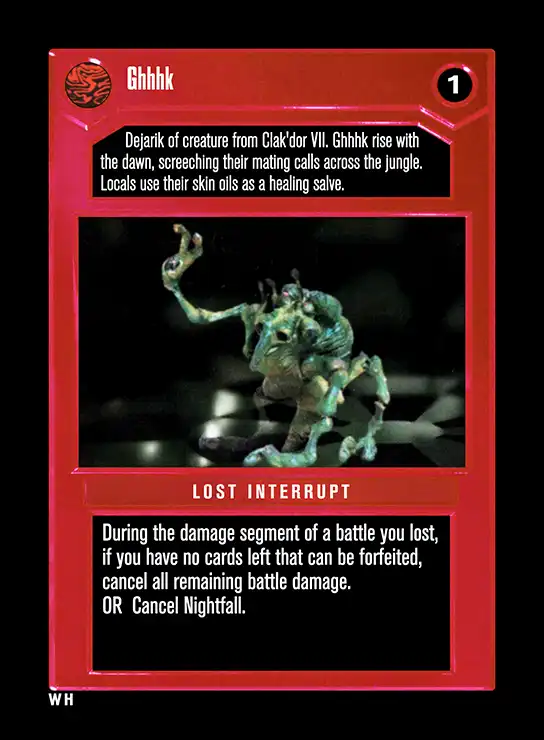 Ghhhk
1
Dejarik of creature from Clak'dor VII. Ghhhk rise with
the dawn, screeching their mating calls across the jungle.
Locals use their skin oils as a healing salve.
LOST INTERRUPT
During the damage segment of a battle you lost,
if you have no cards left that can be forfeited,
cancel all remaining battle damage.
OR Cancel Nightfall.
WH